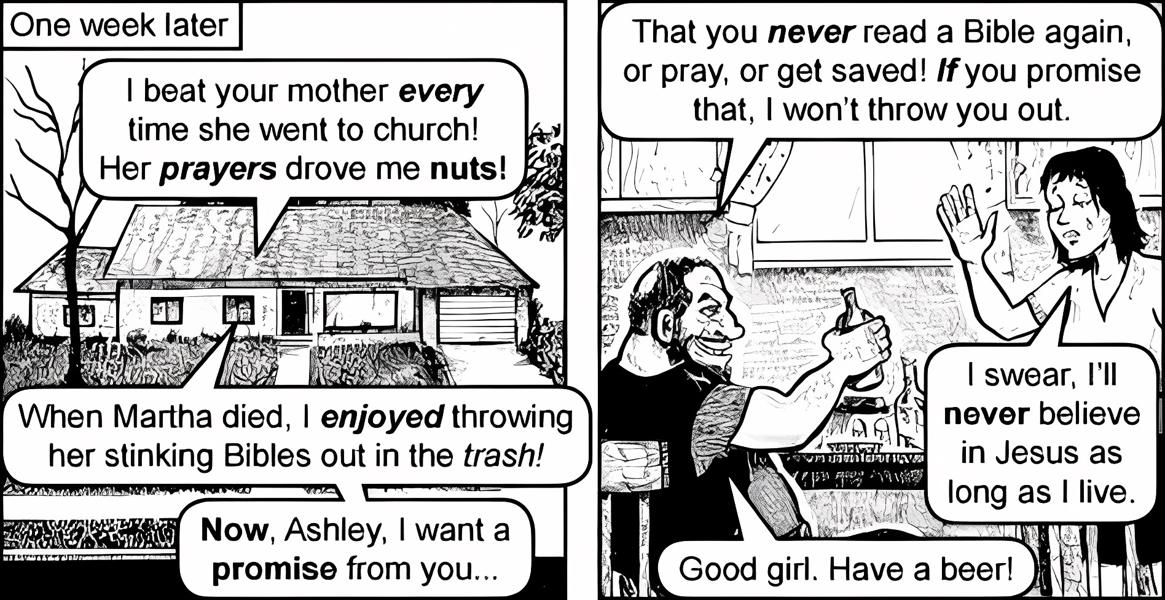 One week later
I beat your mother every
time she went to church!
Her prayers drove me nuts!
When Martha died, I enjoyed throwing
her stinking Bibles out in the trash!
Now, Ashley, I want a
promise from you...
That you never read a Bible again,
or pray, or get saved! If you promise
that, I won't throw you out.
I swear, I'll
never believe
in Jesus as
long as I live.
Good girl. Have a beer!